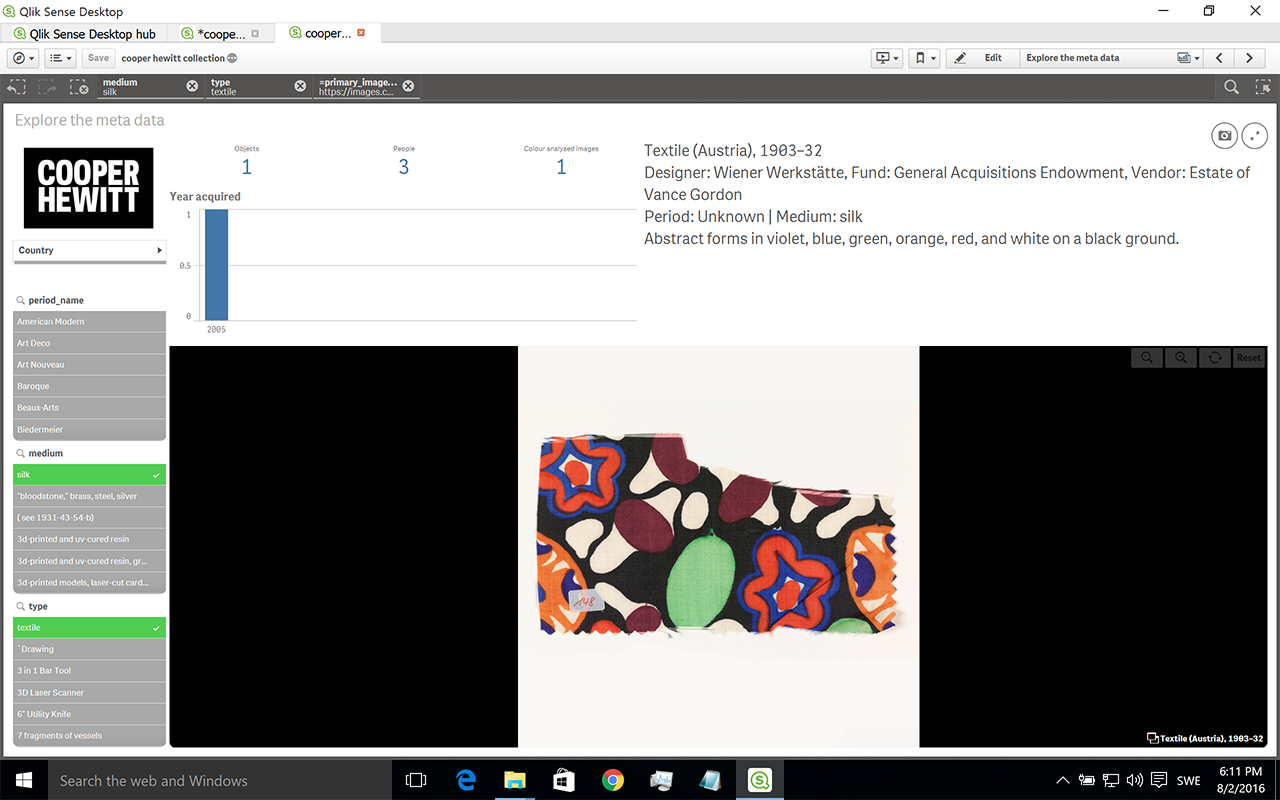 Qlik Sense Desktop
Qlik Sense Desktop hub
*coope...
cooper...
Save
cooper hewitt collection
Edit
Explore the meta data
medium
silk
type
textile
=primary_image...
https://images.c...
Explore the meta data
COOPER
HEWITT
Country
period_name
American Modern
Art Deco
Art Nouveau
Baroque
Beaux-Arts
Biedermeier
medium
silk
"bloodstone," brass, steel, silver
( see 1931-43-54-b)
3d-printed and uv-cured resin
3d-printed and uv-cured resin, gr...
3d-printed models, laser-cut card...
type
textile
`Drawing
3 in 1 Bar Tool
3D Laser Scanner
6" Utility Knife
7 fragments of vessels
Objects
1
People
3
Colour analysed images
1
Year acquired
1
0.5
0
2005
Textile (Austria), 1903–32
Designer: Wiener Werkstätte, Fund: General Acquisitions Endowment, Vendor: Estate of
Vance Gordon
Period: Unknown | Medium: silk
Abstract forms in violet, blue, green, orange, red, and white on a black ground.
Reset
148
Textile (Austria), 1903–32
Search the web and Windows
SWE
6:11 PM
8/2/2016